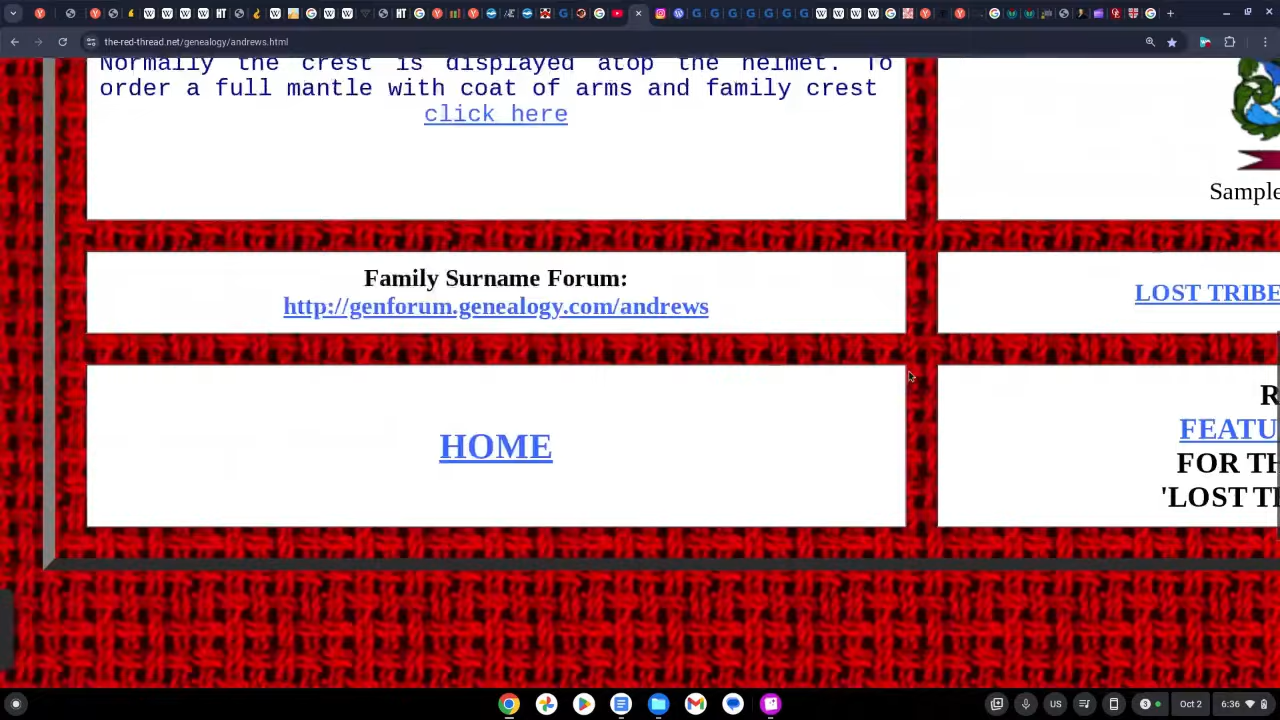 the-red-thread.net/genealogy/andrews.html
Normally the crest is displayed atop the helmet. To
order a full mantle with coat of arms and family crest
click here
Sample
Family Surname Forum:
http://genforum.genealogy.com/andrews
LOST TRIBE
HOME
R
FEATU
FOR TH
'LOST T
US
3
Oct 2
6:36